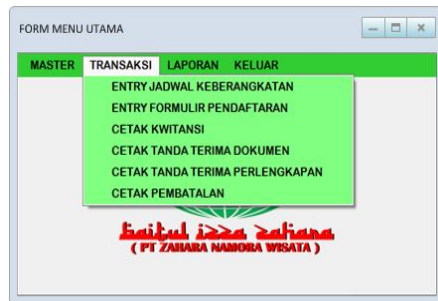 FORM MENU UTAMA
MASTER TRANSAKSI LAPORAN KELUAR
ENTRY JADWAL KEBERANGKATAN
ENTRY FORMULIR PENDAFTARAN
CETAK KWITANSI
CETAK TANDA TERIMA DOKUMEN
CETAK TANDA TERIMA PERLENGKAPAN
CETAK PEMBATALAN
baitul izza zahara
( PT ZAHARA NAMORA WISATA )